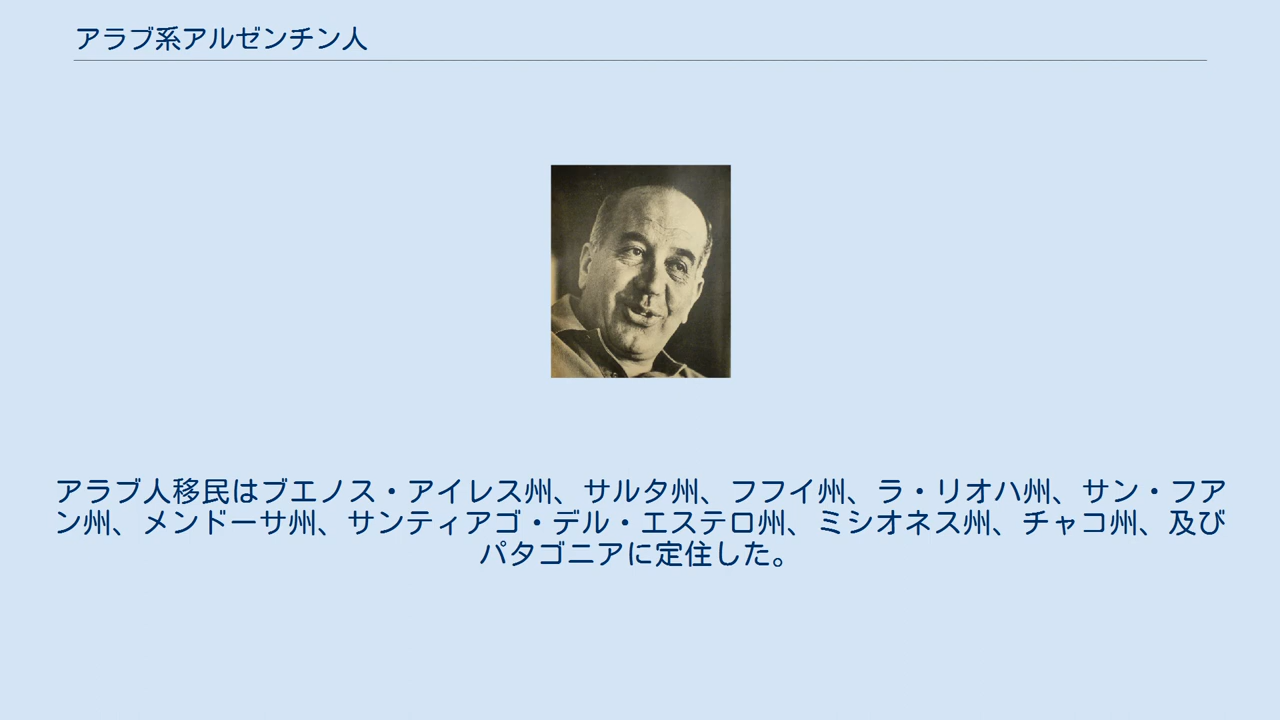 アラブ系アルゼンチン人
アラブ人移民はブエノス・アイレス州、サルタ州、フフイ州、ラ・リオハ州、サン・フア
ン州、メンドーサ州、サンティアゴ・デル・エステロ州、ミシオネス州、チャコ州、及び
パタゴニアに定住した。